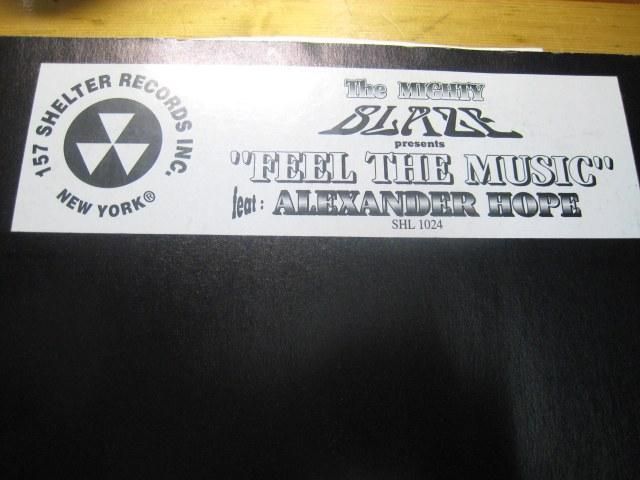 157 SHELTER RECORDS INC.
NEW YORK®
The MIGHTY
BLAZE
presents
"FEEL THE MUSIC"
feat: ALEXANDER HOPE
SHL 1024